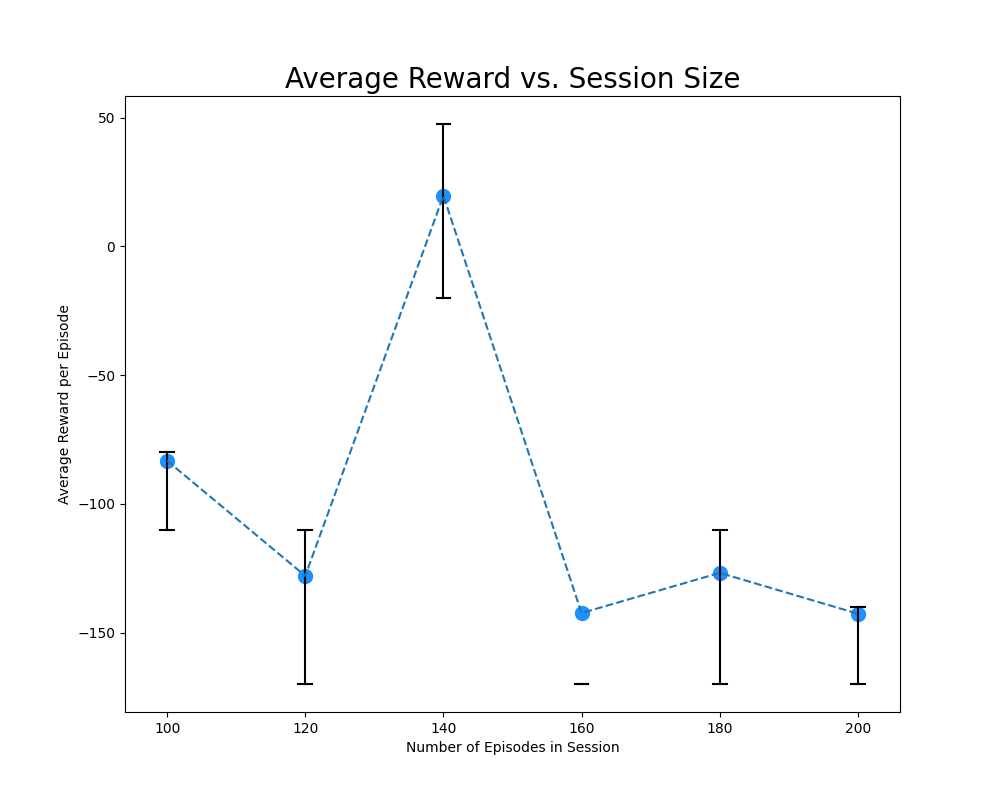 Average Reward vs. Session Size
50
0
−50
−100
−150
Average Reward per Episode
100 120 140 160 180 200
Number of Episodes in Session